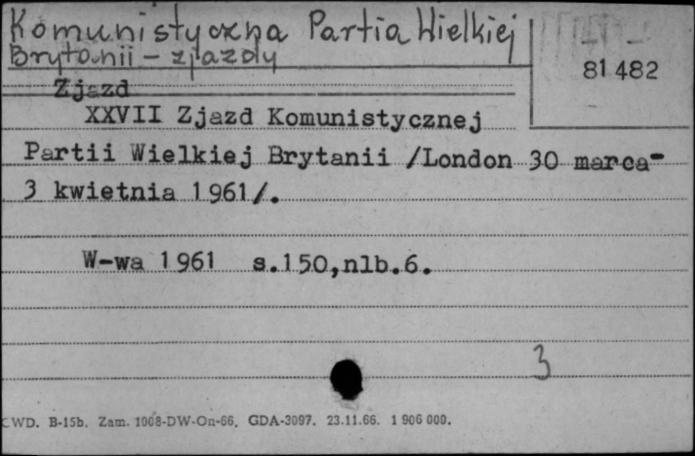 Komunistyczna Partia Wielkiej
Brytanii - zjazdy
81 482
Zjazd
XXVII Zjazd Komunistycznej
Partii Wielkiej Brytanii /London 30 marca-
3 kwietnia 1961/.
W-wa 1961 s.150,nlb.6.
3
CWD. B-15b. Zam. 1008-DW-On-66. GDA-3097. 23.11.66. 1 906 000.